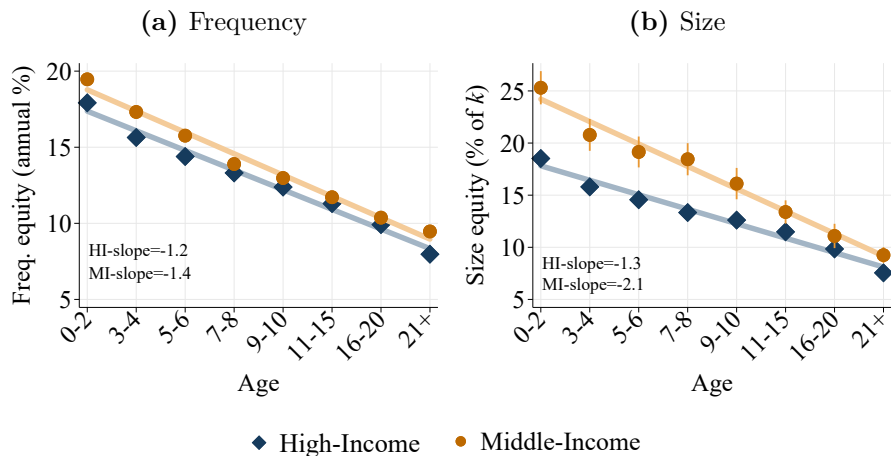 (a) Frequency
Freq. equity (annual %)
20
15
10
5
HI-slope=-1.2
MI-slope=-1.4
0-2
3-4
5-6
7-8
9-10
11-15
16-20
21+
Age
(b) Size
Size equity (% of k)
25
20
15
10
5
HI-slope=-1.3
MI-slope=-2.1
0-2
3-4
5-6
7-8
9-10
11-15
16-20
21+
Age
High-Income Middle-Income